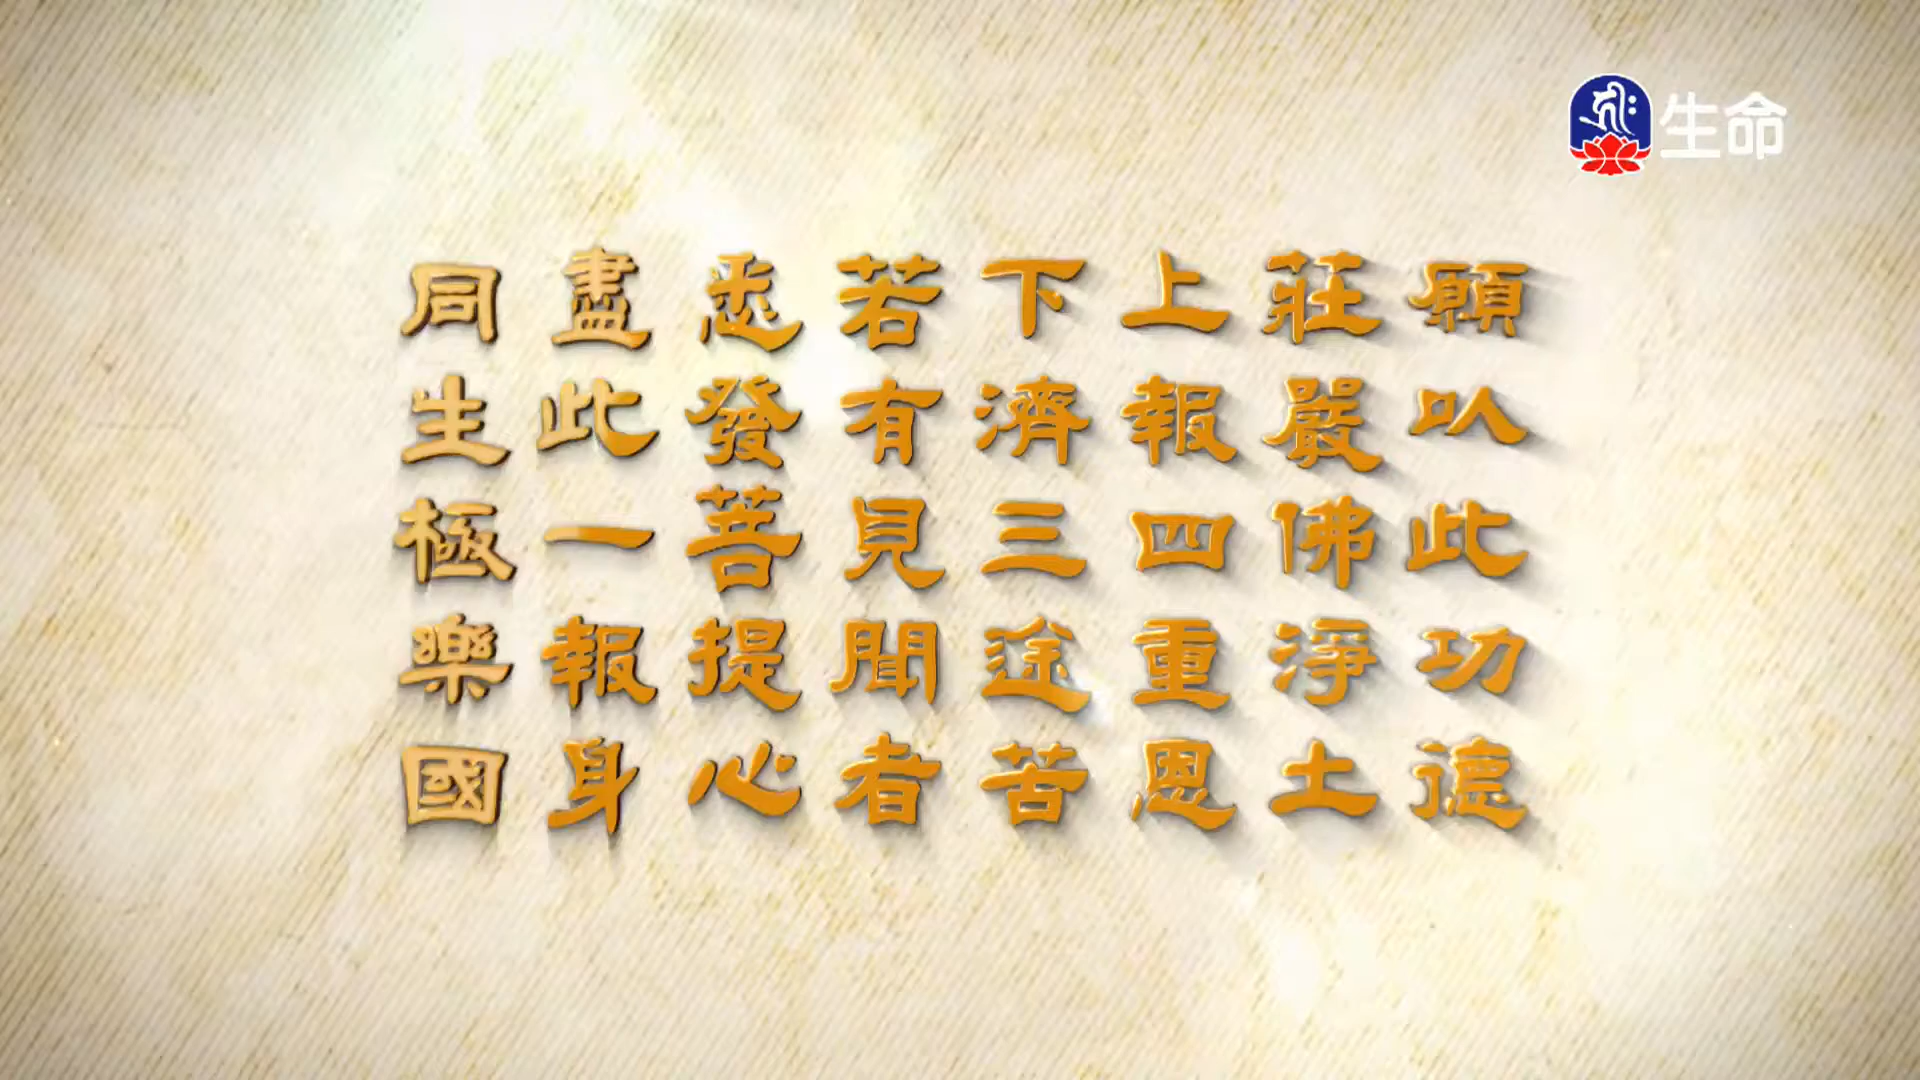 生命
願以此功德
莊嚴佛淨土
上報四重恩
下濟三途苦
若有見聞者
悉發菩提心
盡此一報身
同生極樂國